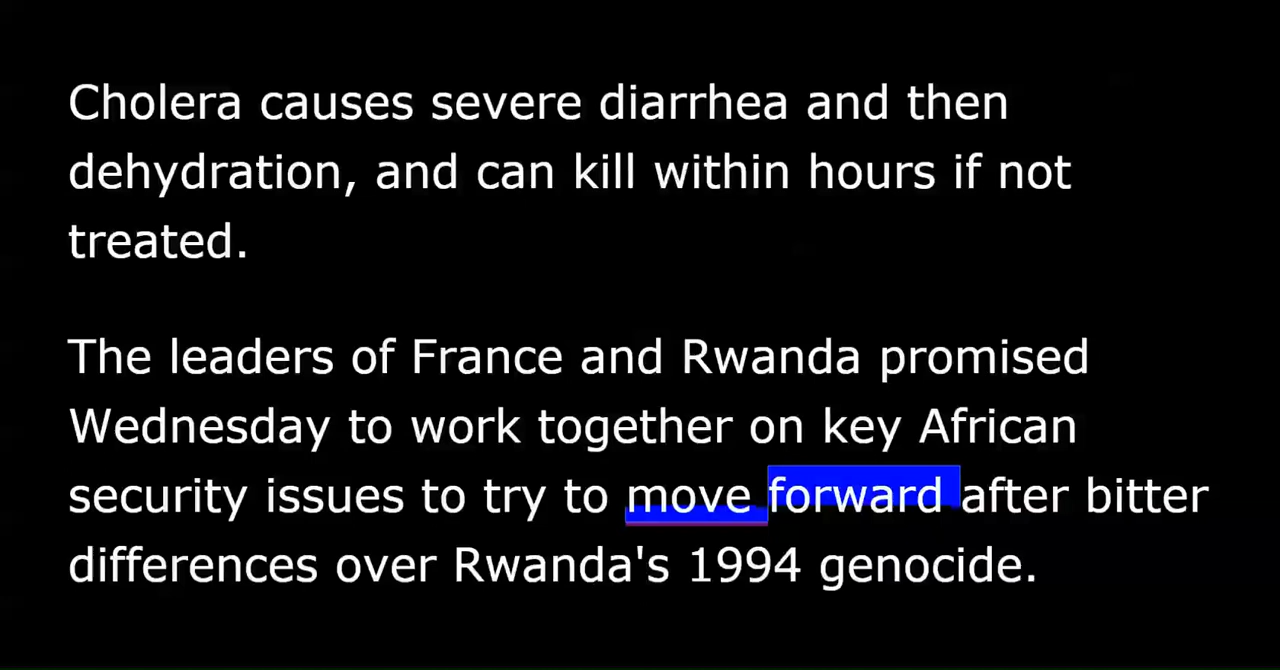 Cholera causes severe diarrhea and then
dehydration, and can kill within hours if not
treated.
The leaders of France and Rwanda promised
Wednesday to work together on key African
security issues to try to move forward after bitter
differences over Rwanda's 1994 genocide.